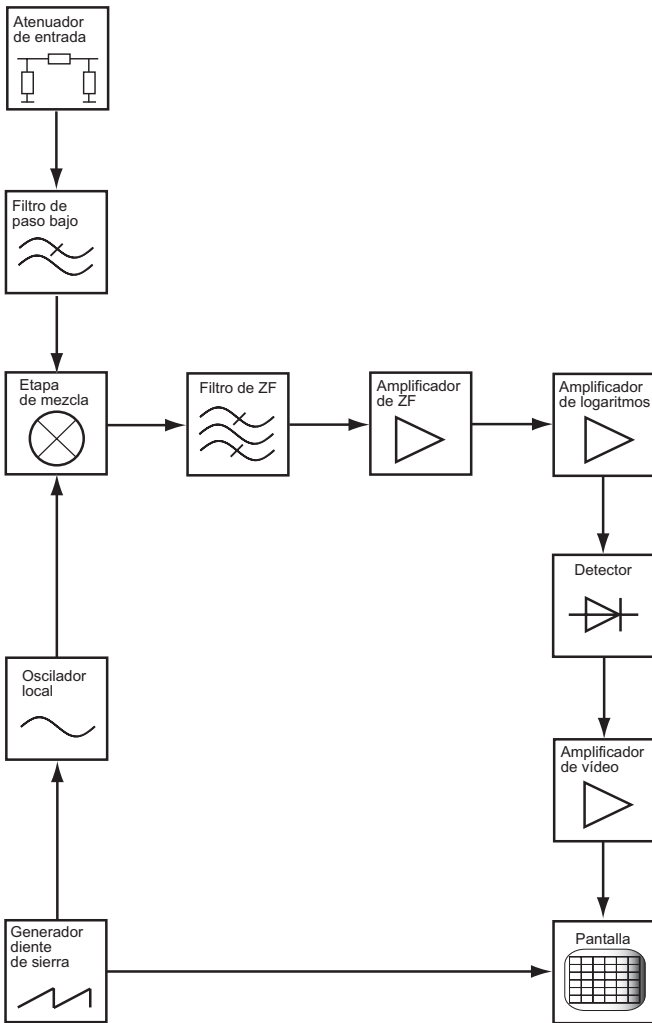 Atenuador
de entrada
Filtro de
paso bajo
Etapa
de mezcla
Filtro de ZF
Amplificador
de ZF
Amplificador
de logaritmos
Detector
Oscilador
local
Amplificador
de vídeo
Generador
diente
de sierra
Pantalla